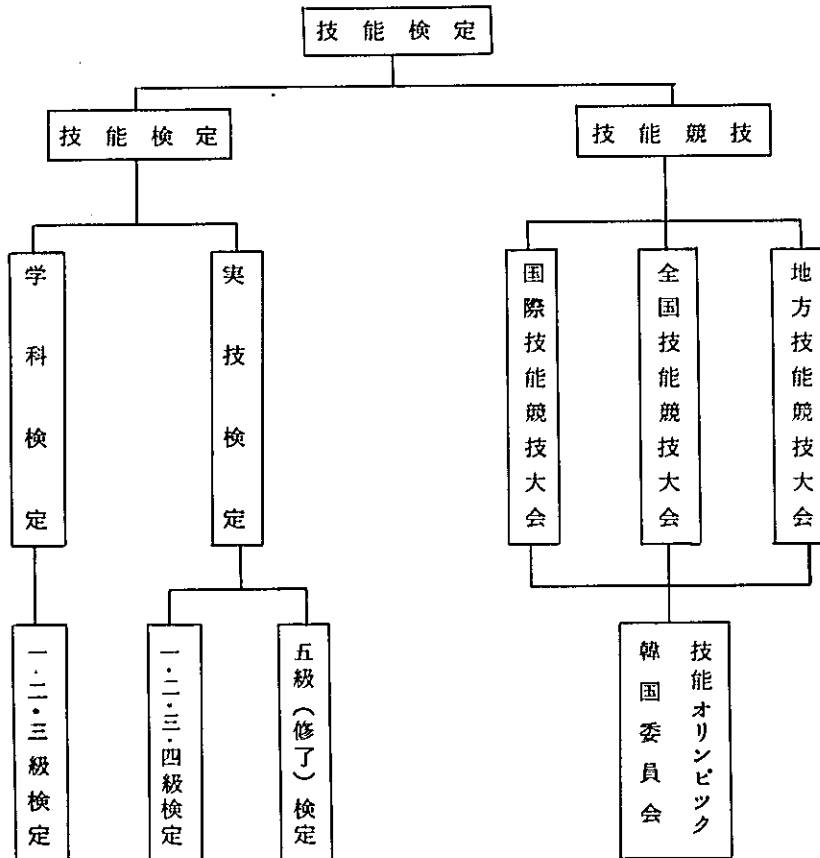 技能検定
技能検定
技能競技
学科検定
実技検定
国際技能競技大会
全国技能競技大会
地方技能競技大会
一・二・三級検定
一・二・三・四級検定
五級（修了）検定
技能オリンピック
韓国委員会